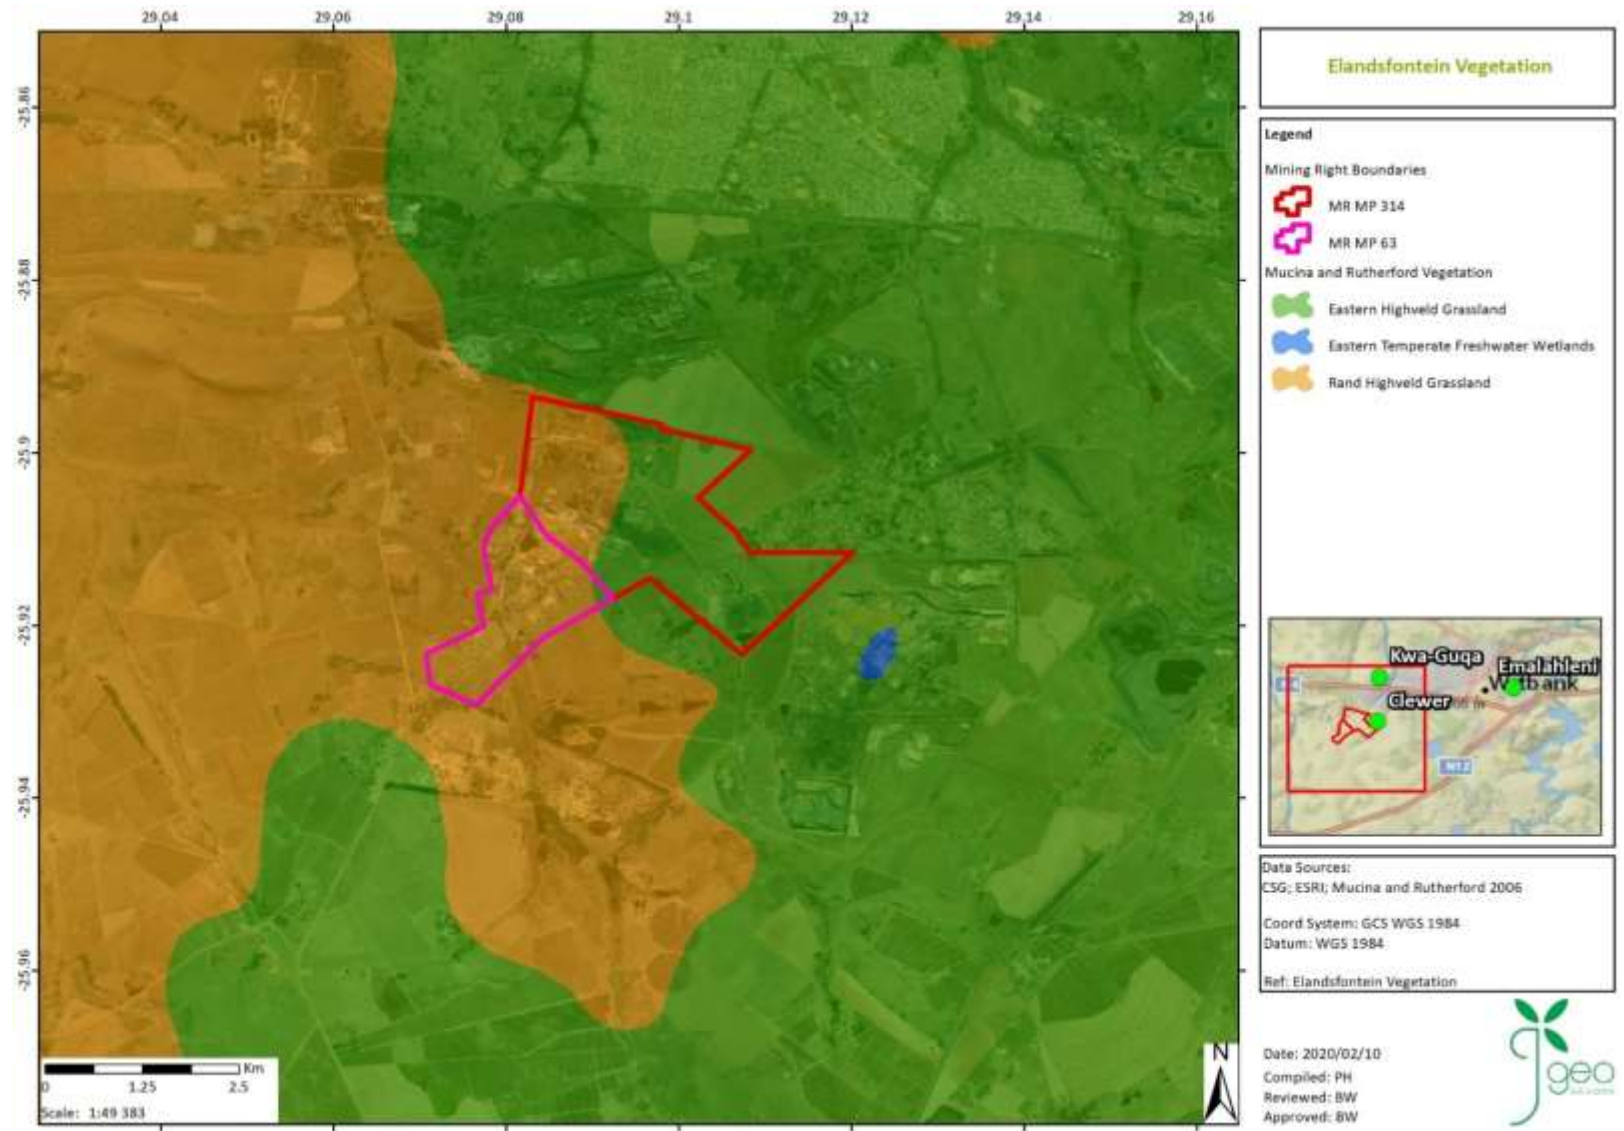 29,04 29,06 29,08 29,1 29,12 29,14 29,16
-25,86
-25,88
-25,9
-25,92
-25,94
-25,96
Elandsfontein Vegetation
Legend
Mining Right Boundaries
MR MP 314
MR MP 63
Mucina and Rutherford Vegetation
Eastern Highveld Grassland
Eastern Temperate Freshwater Wetlands
Rand Highveld Grassland
Kwa-Guqa
Emalahleni
Witbank
Clewer
N12
Data Sources:
CSG; ESRI; Mucina and Rutherford 2006
Coord System: GCS WGS 1984
Datum: WGS 1984
Ref: Elandsfontein Vegetation
Date: 2020/02/10
Compiled: PH
Reviewed: BW
Approved: BW
gea
N
Km
0 1.25 2.5
Scale: 1:49 383